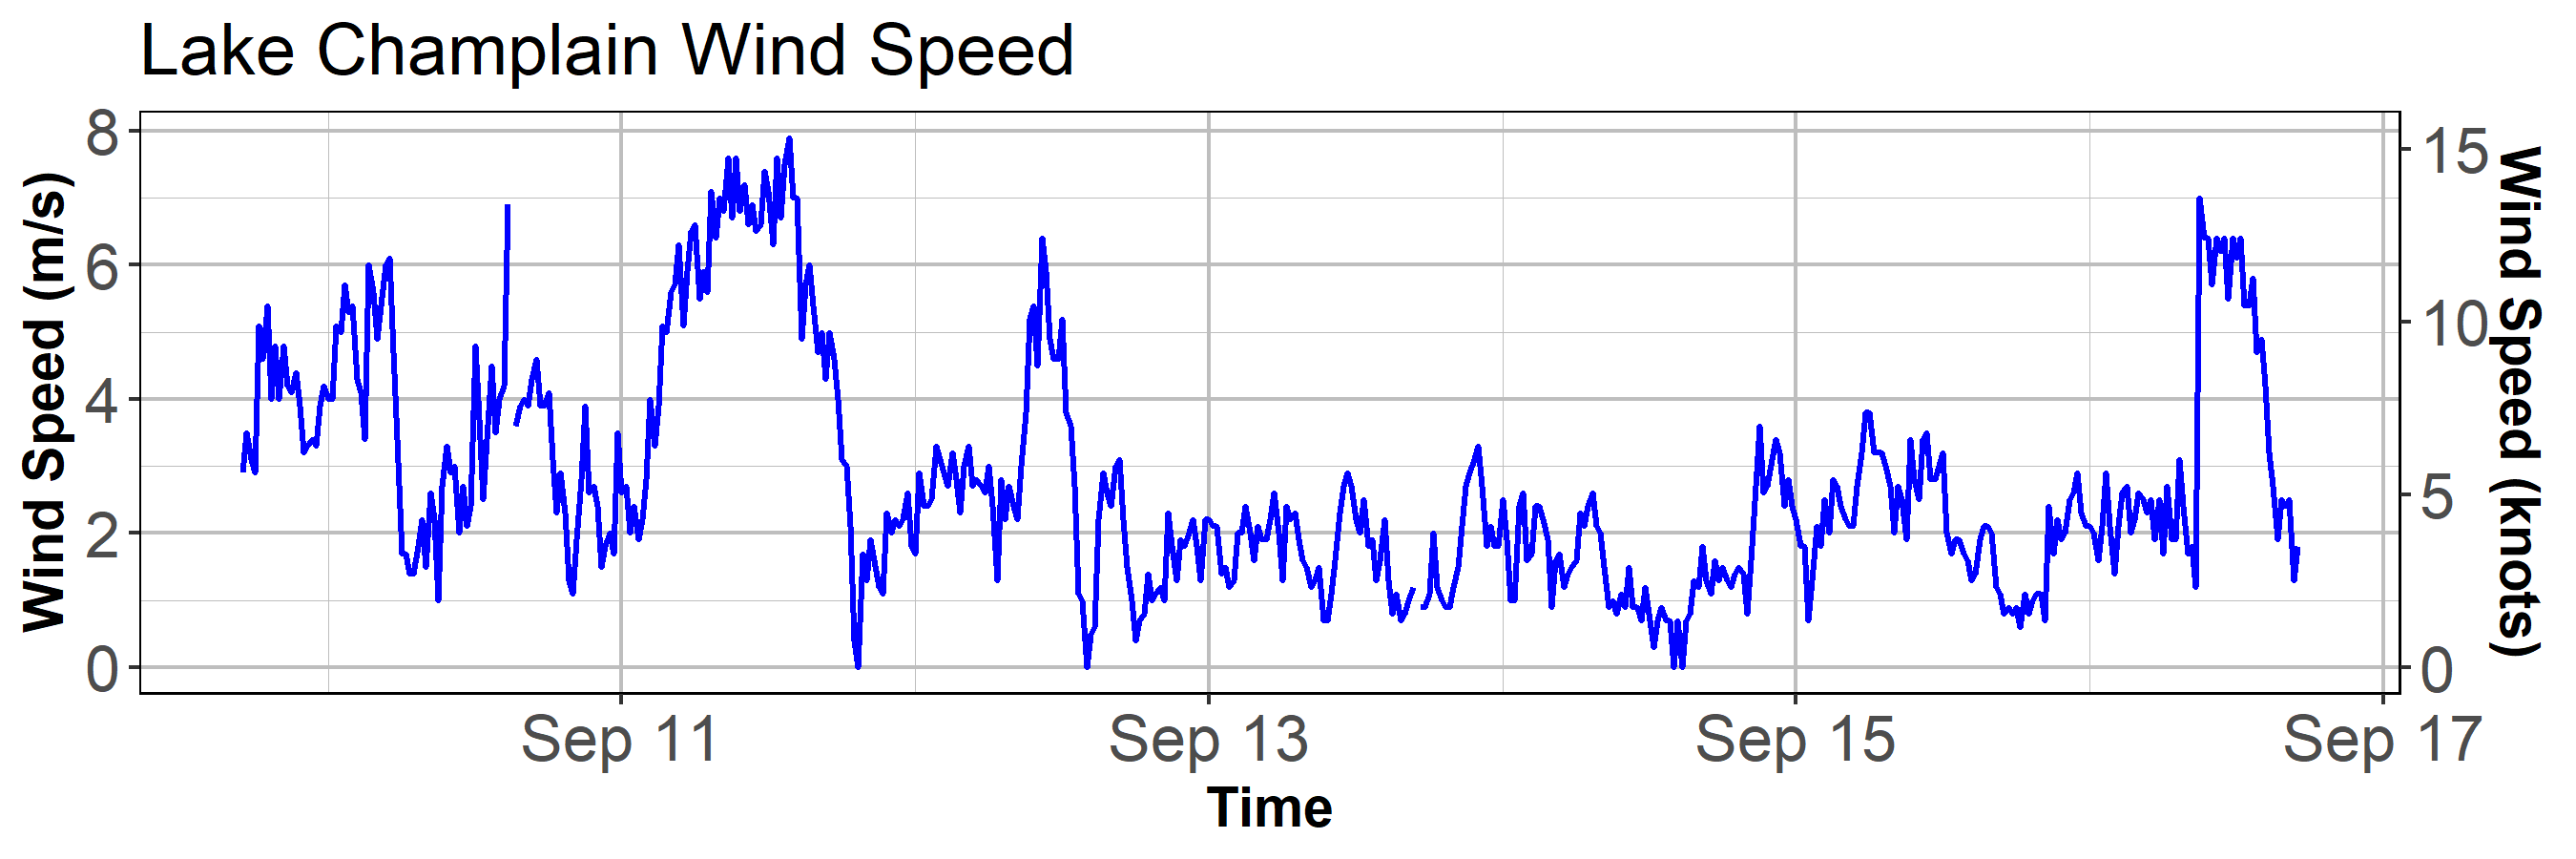 Lake Champlain Wind Speed
Wind Speed (m/s)
8
6
4
2
0
15
10
5
0
Wind Speed (knots)
Sep 11
Sep 13
Sep 15
Sep 17
Time